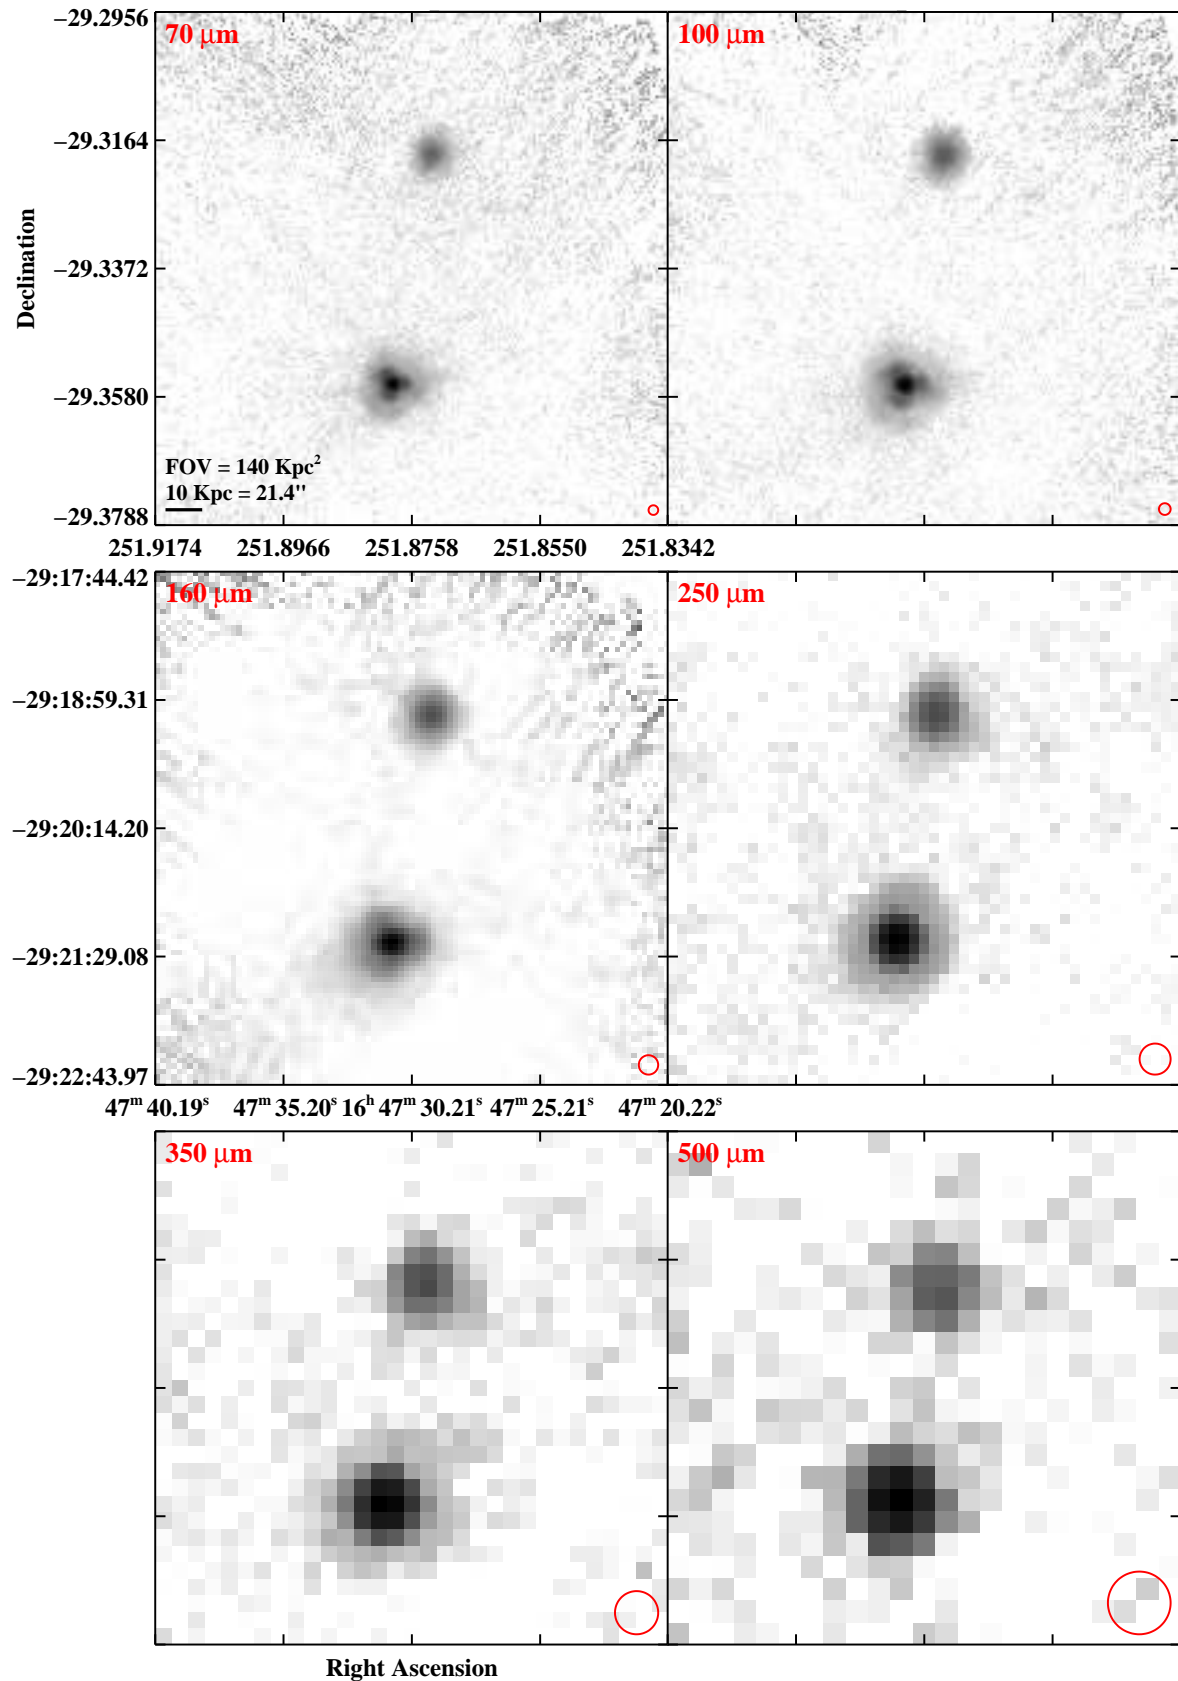 −29.2956
70 μm
100 μm
−29.3164
Declination
−29.3372
−29.3580
FOV = 140 Kpc²
10 Kpc = 21.4"
−29.3788
251.9174 251.8966 251.8758 251.8550 251.8342
−29:17:44.42
160 μm
250 μm
−29:18:59.31
−29:20:14.20
−29:21:29.08
−29:22:43.97
47ᵐ 40.19ˢ 47ᵐ 35.20ˢ 16ʰ 47ᵐ 30.21ˢ 47ᵐ 25.21ˢ 47ᵐ 20.22ˢ
350 μm
500 μm
Right Ascension